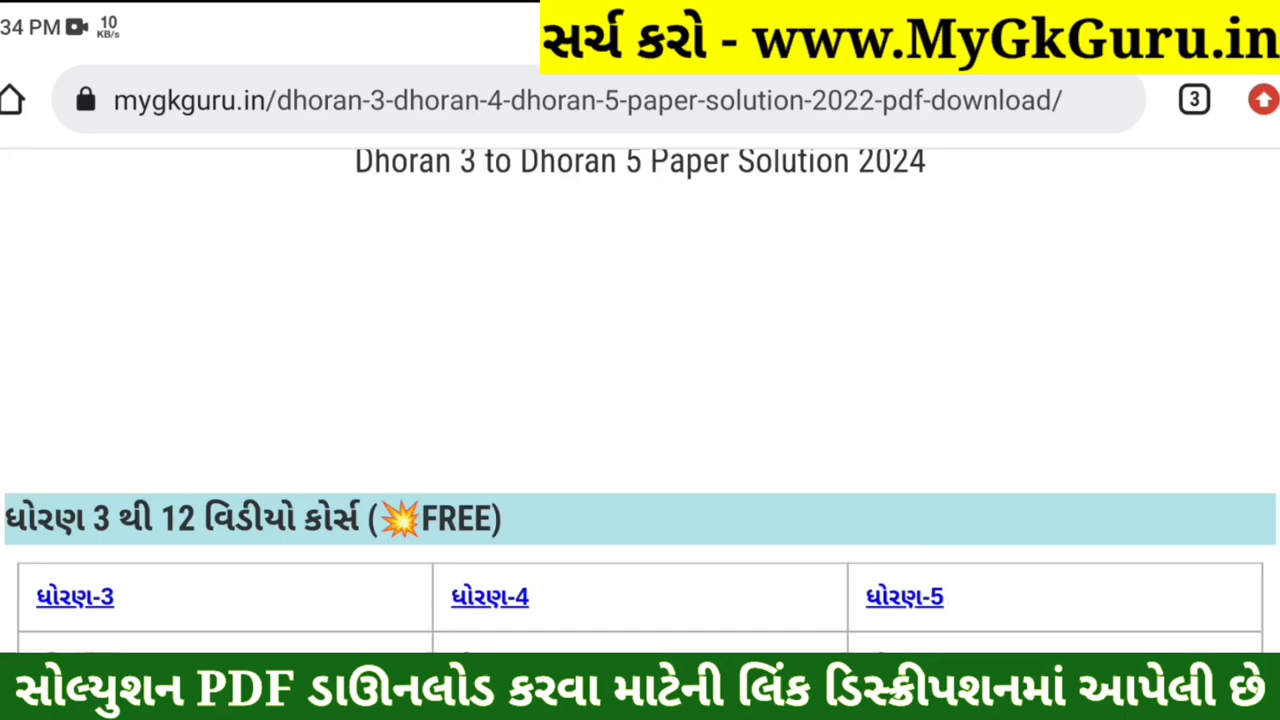 34 PM 10 KB/s
સર્ચ કરો - www.MyGkGuru.in
mygkguru.in/dhoran-3-dhoran-4-dhoran-5-paper-solution-2022-pdf-download/ 3
Dhoran 3 to Dhoran 5 Paper Solution 2024
ધોરણ 3 થી 12 વિડીયો કોર્સ (💥FREE)
ધોરણ-3 ધોરણ-4 ધોરણ-5
સોલ્યુશન PDF ડાઊનલોડ કરવા માટેની લિંક ડિસ્ક્રીપશનમાં આપેલી છે